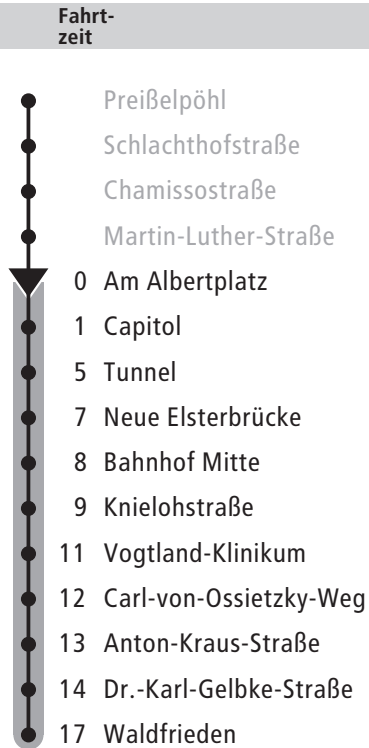 Fahrt-
zeit
Preißelpöhl
Schlachthofstraße
Chamissostraße
Martin-Luther-Straße
0 Am Albertplatz
1 Capitol
5 Tunnel
7 Neue Elsterbrücke
8 Bahnhof Mitte
9 Knielohstraße
11 Vogtland-Klinikum
12 Carl-von-Ossietzky-Weg
13 Anton-Kraus-Straße
14 Dr.-Karl-Gelbke-Straße
17 Waldfrieden